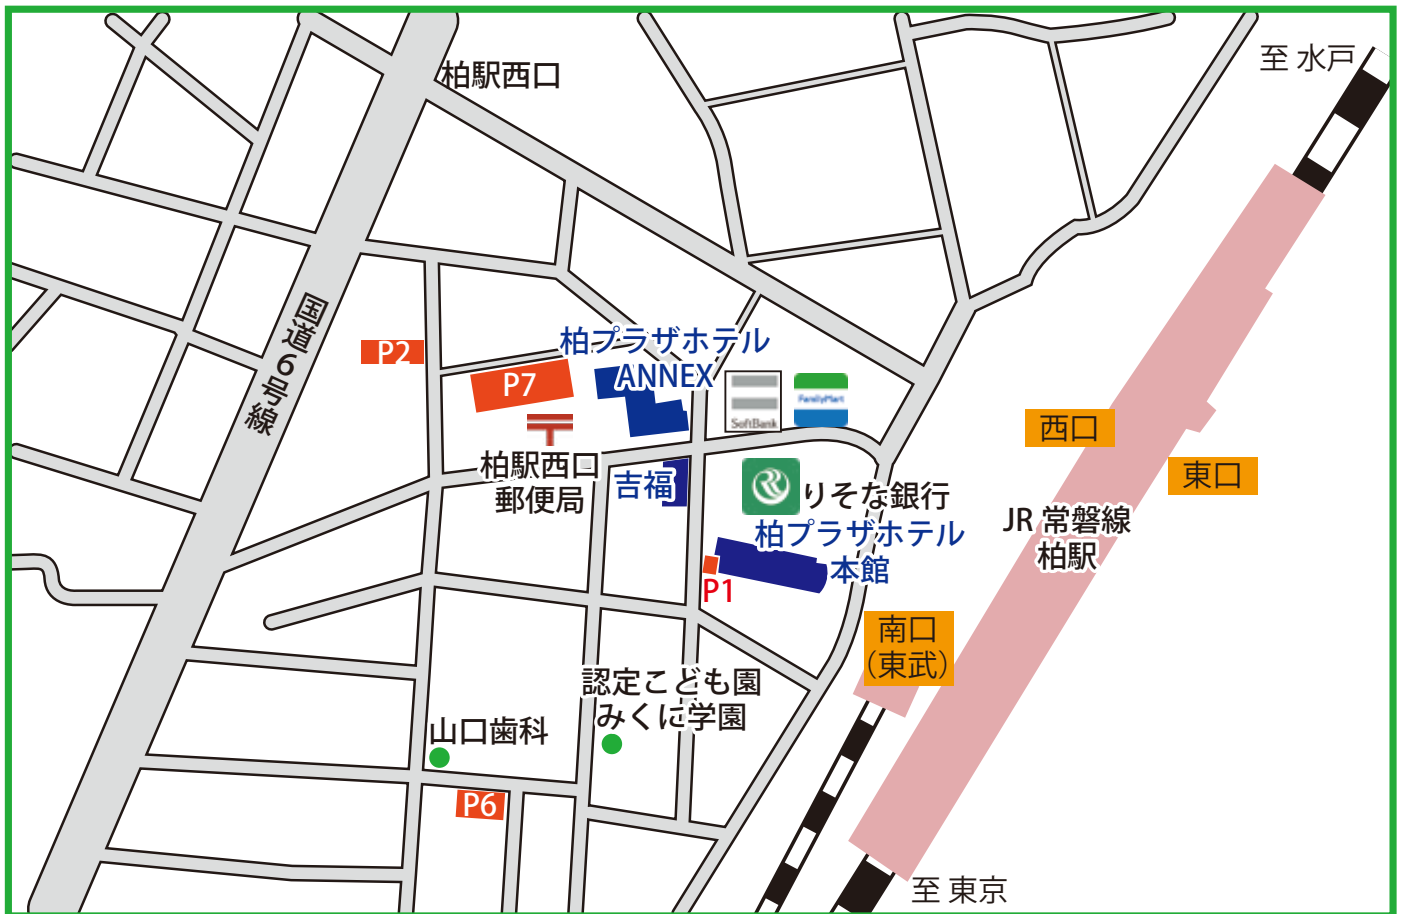 至 水戸
柏駅西口
国道6号線
柏プラザホテル
ANNEX
P2
P7
SoftBank
FamilyMart
西口
東口
柏駅西口
郵便局
吉福
りそな銀行
柏プラザホテル
本館
P1
JR 常磐線
柏駅
南口
（東武）
認定こども園
みくに学園
山口歯科
P6
至 東京